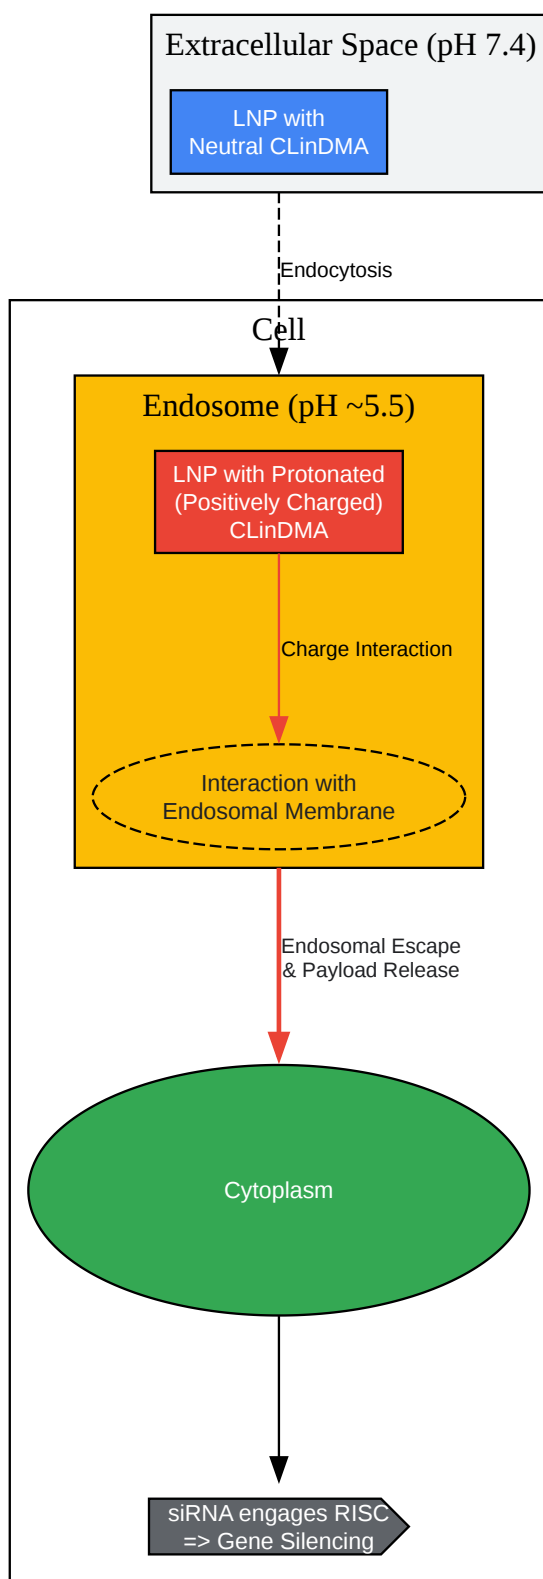 Extracellular Space (pH 7.4)
LNP with
Neutral CLinDMA
Endocytosis
Cell
Endosome (pH ~5.5)
LNP with Protonated
(Positively Charged)
CLinDMA
Charge Interaction
Interaction with
Endosomal Membrane
Endosomal Escape
& Payload Release
Cytoplasm
siRNA engages RISC
=> Gene Silencing